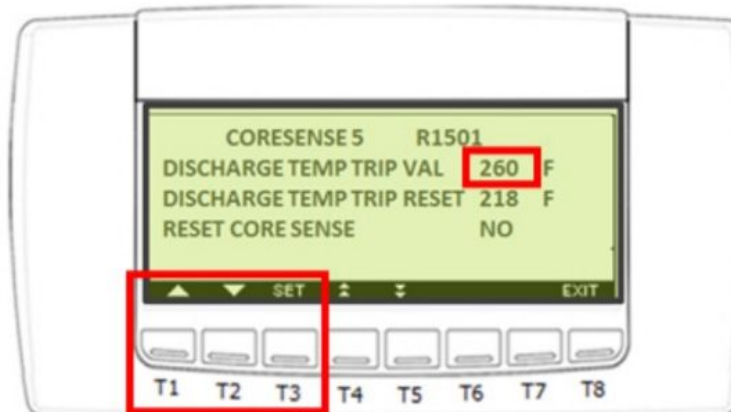 CORESENSE 5 R1501
DISCHARGE TEMP TRIP VAL 260 F
DISCHARGE TEMP TRIP RESET 218 F
RESET CORE SENSE NO
SET EXIT
T1 T2 T3 T4 T5 T6 T7 T8